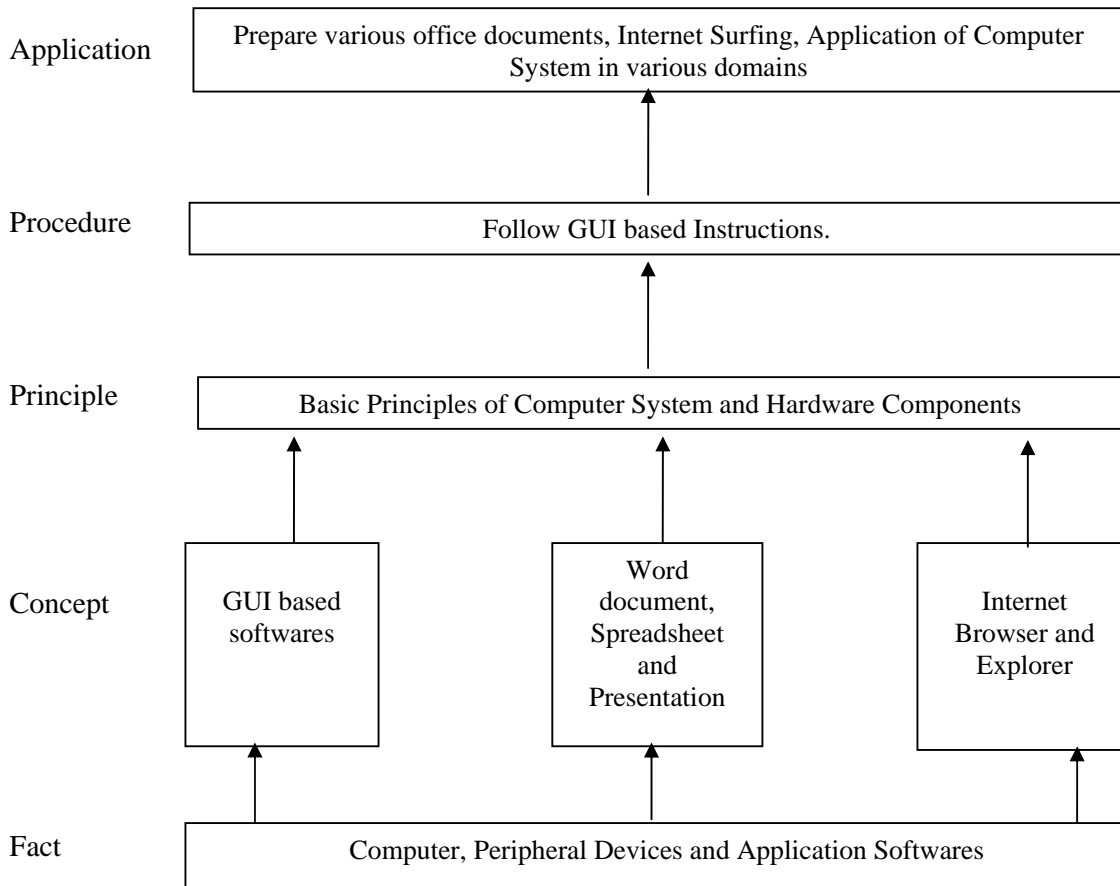 Application
Prepare various office documents, Internet Surfing, Application of Computer
System in various domains
Procedure
Follow GUI based Instructions.
Principle
Basic Principles of Computer System and Hardware Components
Concept
GUI based
softwares
Word
document,
Spreadsheet
and
Presentation
Internet
Browser and
Explorer
Fact
Computer, Peripheral Devices and Application Softwares